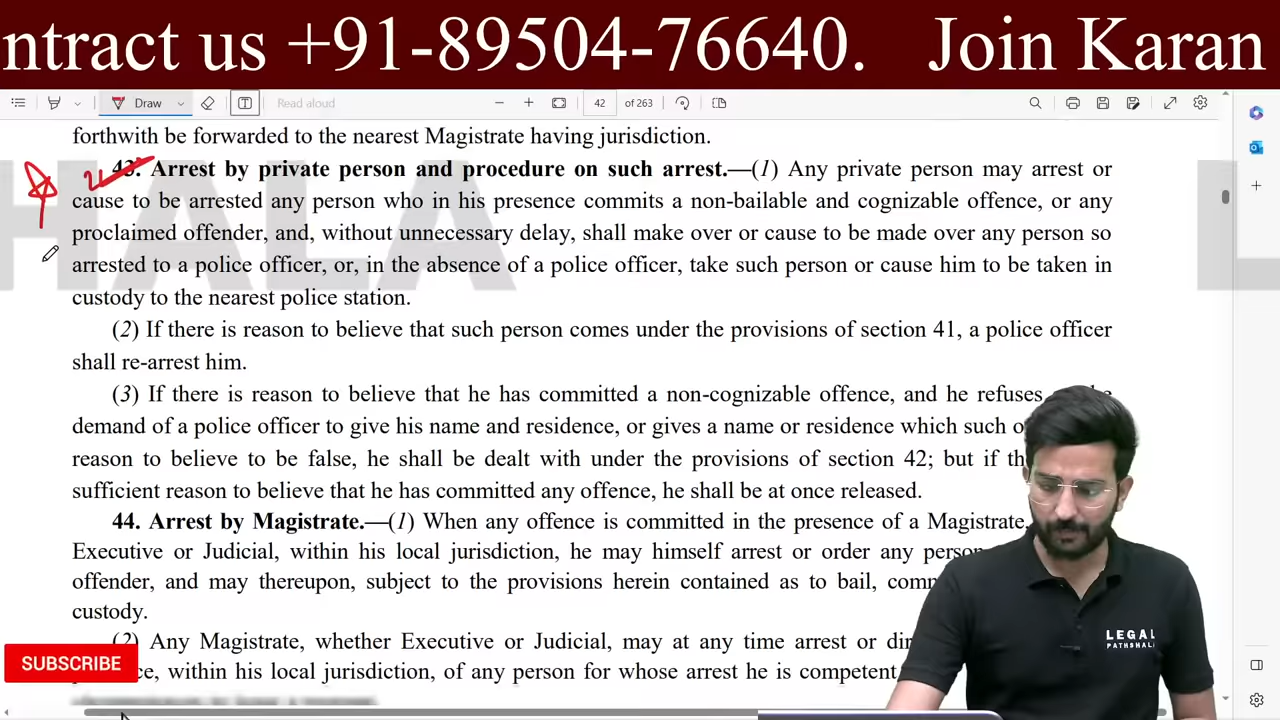 ntract us +91-89504-76640. Join Karan
Draw
Read aloud
42 of 263
forthwith be forwarded to the nearest Magistrate having jurisdiction.
43. Arrest by private person and procedure on such arrest.—(1) Any private person may arrest or
cause to be arrested any person who in his presence commits a non-bailable and cognizable offence, or any
proclaimed offender, and, without unnecessary delay, shall make over or cause to be made over any person so
arrested to a police officer, or, in the absence of a police officer, take such person or cause him to be taken in
custody to the nearest police station.
(2) If there is reason to believe that such person comes under the provisions of section 41, a police officer
shall re-arrest him.
(3) If there is reason to believe that he has committed a non-cognizable offence, and he refuses
demand of a police officer to give his name and residence, or gives a name or residence which such
reason to believe to be false, he shall be dealt with under the provisions of section 42; but if
sufficient reason to believe that he has committed any offence, he shall be at once released.
44. Arrest by Magistrate.—(1) When any offence is committed in the presence of a Magistrate,
Executive or Judicial, within his local jurisdiction, he may himself arrest or order any
offender, and may thereupon, subject to the provisions herein contained as to bail,
custody.
(2) Any Magistrate, whether Executive or Judicial, may at any time arrest or
within his local jurisdiction, of any person for whose arrest he is competent
SUBSCRIBE
LEGAL
PATHSHALA
HALA